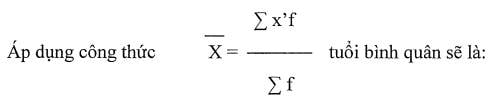 ∑ x’f
Áp dụng công thức X̅ = ——— tuổi bình quân sẽ là:
∑ f